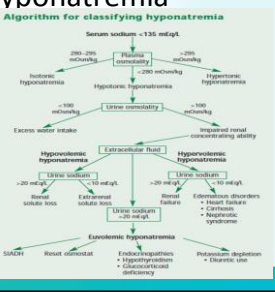 hyponatremia
Algorithm for classifying hyponatremia
Serum sodium <135 mEq/L
280–295 mOsm/kg
Plasma osmolality
>295 mOsm/kg
Isotonic hyponatremia
<280 mOsm/kg
Hypertonic hyponatremia
Hypotonic hyponatremia
<100 mOsm/kg
Urine osmolality
<100 mOsm/kg
Excess water intake
Impaired renal concentrating ability
Hypovolemic hyponatremia
Extracellular fluid
Hypervolemic hyponatremia
Urine sodium
Urine sodium
>20 mEq/L
<10 mEq/L
>20 mEq/L
<10 mEq/L
Renal solute loss
Extrarenal solute loss
Urine sodium >20 mEq/L
Renal failure
Edematous disorders
• Heart failure
• Cirrhosis
• Nephrotic syndrome
Euvolemic hyponatremia
SIADH
Reset osmostat
Endocrinopathies
• Hypothyroidism
• Glucocorticoid deficiency
Potassium depletion
• Diuretic use